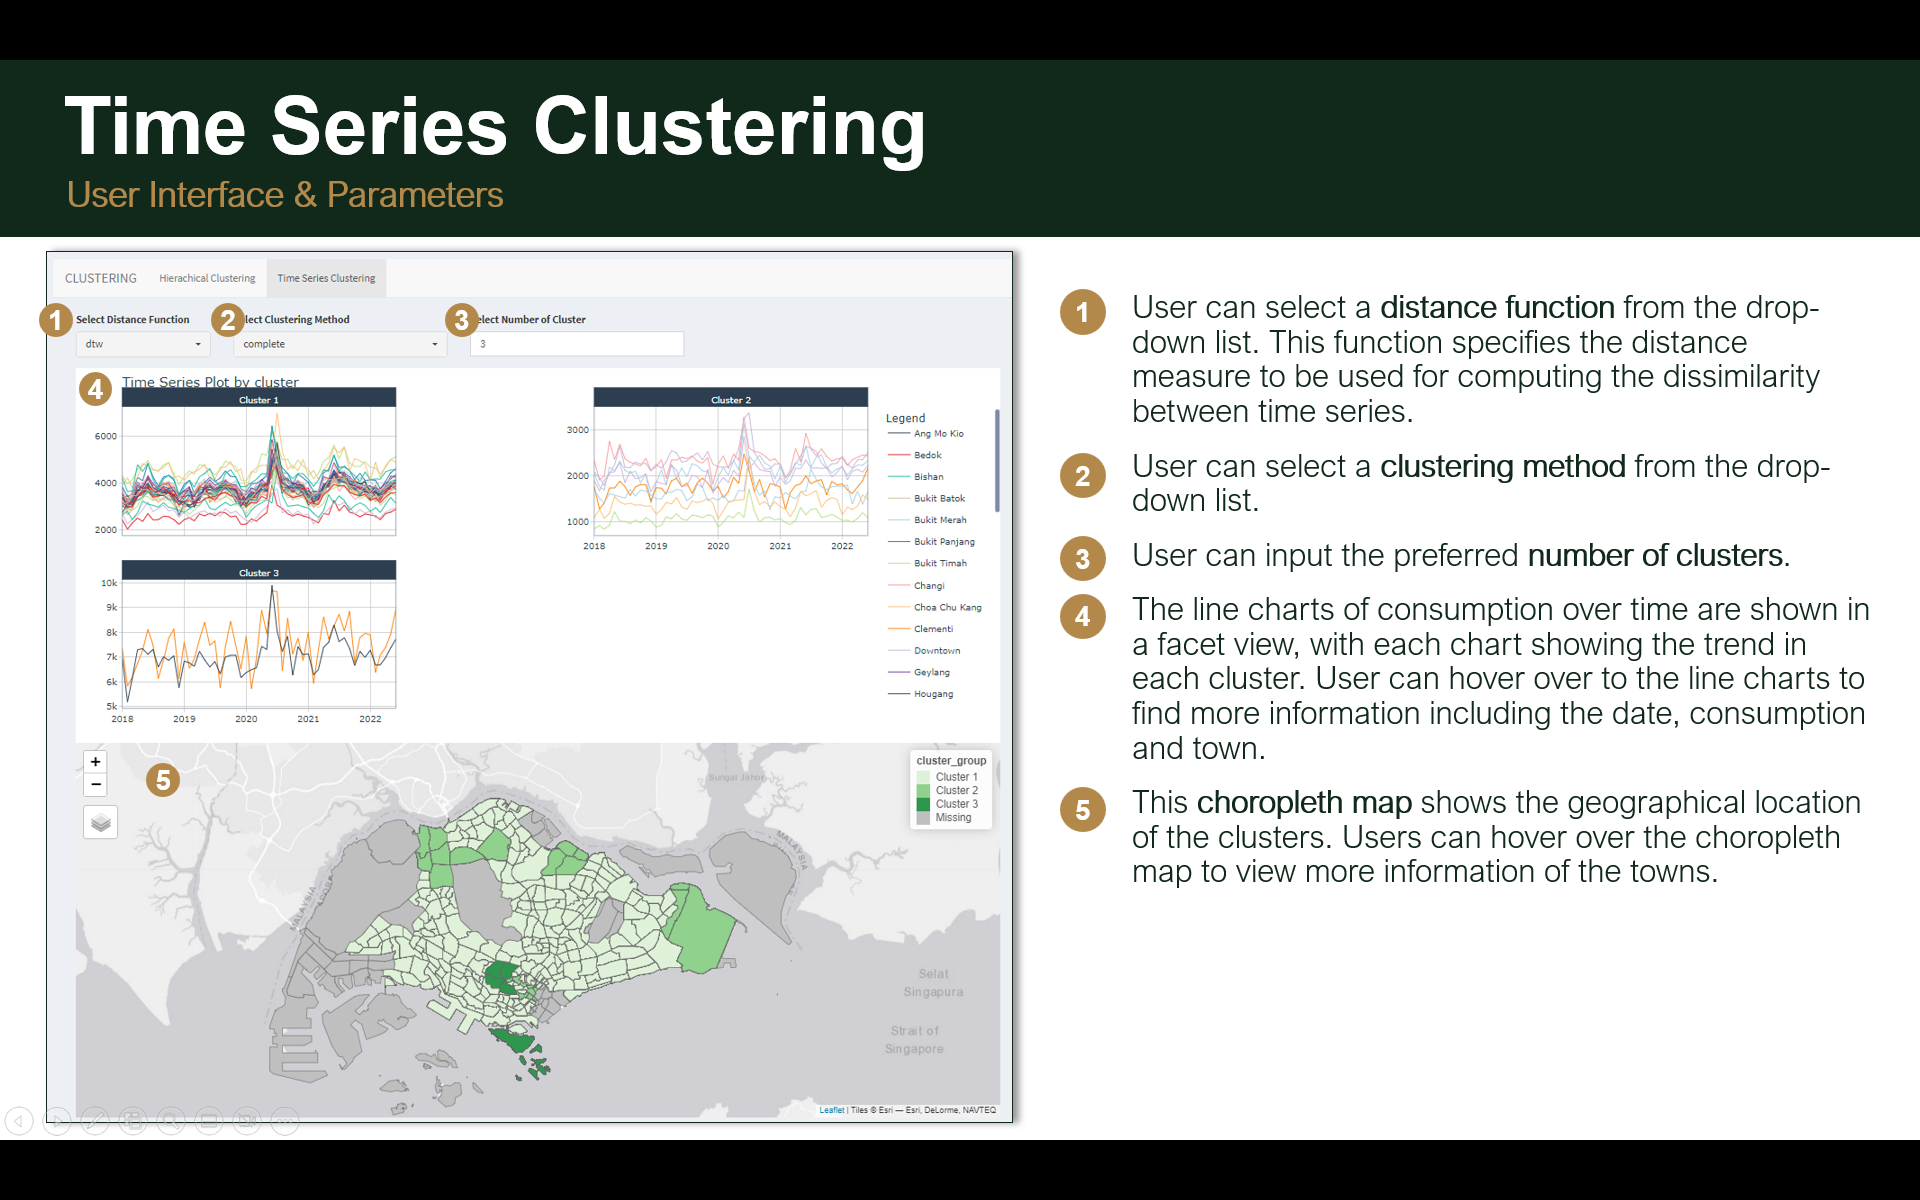 Time Series Clustering
User Interface & Parameters
CLUSTERING Hierachical Clustering Time Series Clustering
1 Select Distance Function 2 lect Clustering Method 3 elect Number of Cluster
dtw complete 3
4 Time Series Plot by cluster
Cluster 1
6000
4000
2000
Cluster 2
3000
2000
1000
2018 2019 2020 2021 2022
Legend
Ang Mo Kio
Bedok
Bishan
Bukit Batok
Bukit Merah
Bukit Panjang
Bukit Timah
Changi
Choa Chu Kang
Clementi
Downtown
Geylang
Hougang
Cluster 3
10k
9k
8k
7k
6k
5k
2018 2019 2020 2021 2022
+
−
5
cluster_group
Cluster 1
Cluster 2
Cluster 3
Missing
Sungai Johor
MALAYSIA
MALAYSIA
Selat
Singapura
Strait of
Singapore
Leaflet | Tiles © Esri — Esri, DeLorme, NAVTEQ
1 User can select a distance function from the drop-
down list. This function specifies the distance
measure to be used for computing the dissimilarity
between time series.
2 User can select a clustering method from the drop-
down list.
3 User can input the preferred number of clusters.
4 The line charts of consumption over time are shown in
a facet view, with each chart showing the trend in
each cluster. User can hover over to the line charts to
find more information including the date, consumption
and town.
5 This choropleth map shows the geographical location
of the clusters. Users can hover over the choropleth
map to view more information of the towns.